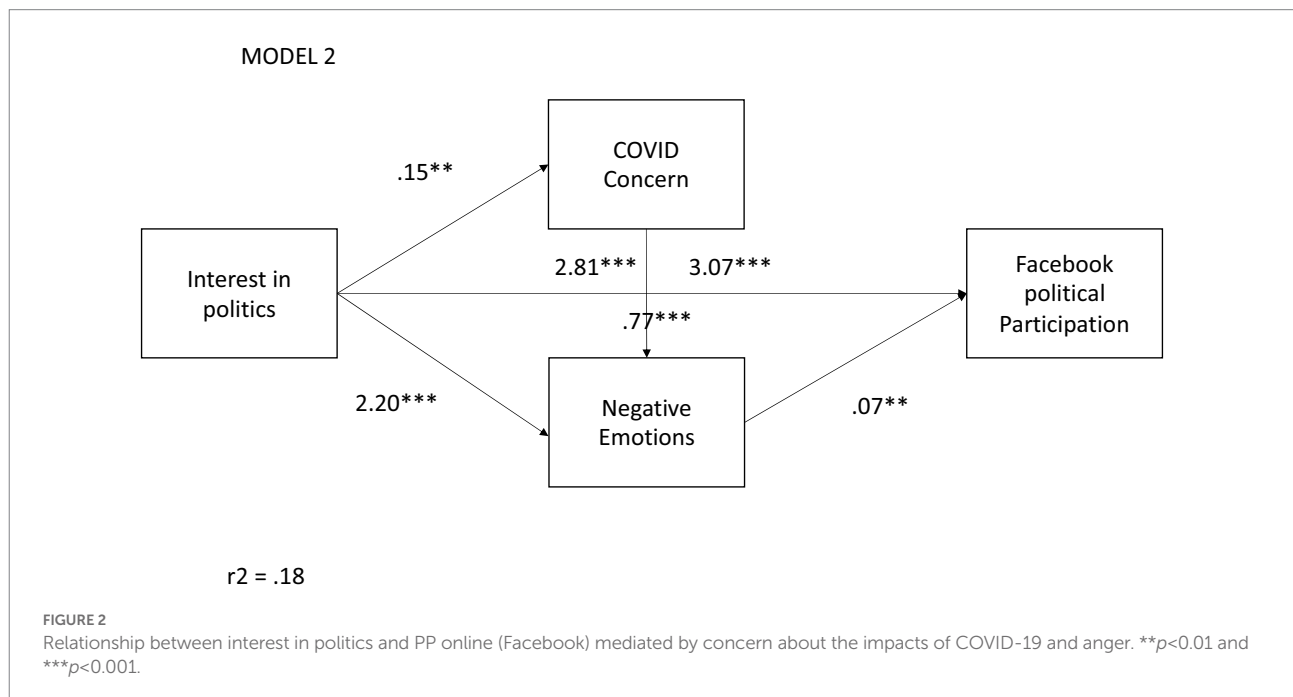 MODEL 2
COVID
Concern
.15**
Interest in
politics
2.81***
3.07***
Facebook
political
Participation
.77***
2.20***
Negative
Emotions
.07**
r2 = .18
FIGURE 2
Relationship between interest in politics and PP online (Facebook) mediated by concern about the impacts of COVID-19 and anger. **p<0.01 and
***p<0.001.